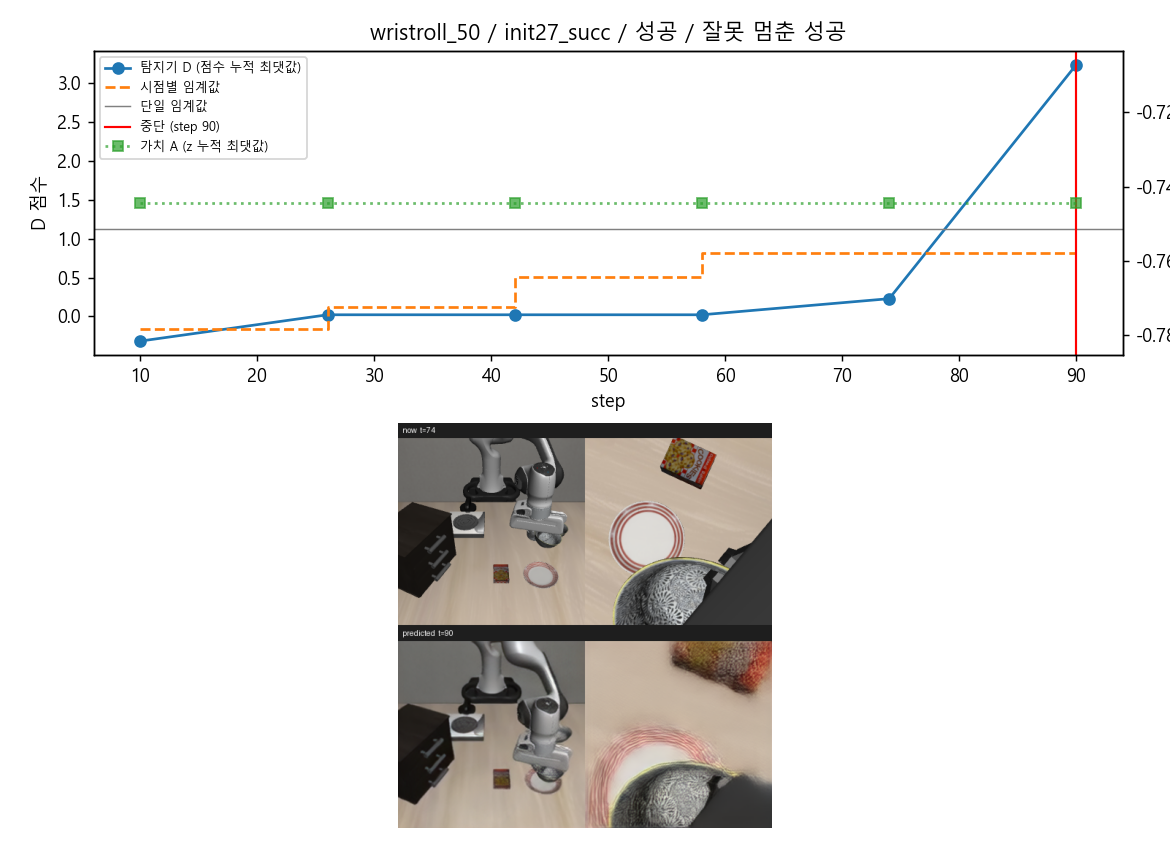 wristroll_50 / init27_succ / 성공 / 잘못 멈춘 성공
탐지기 D (점수 누적 최댓값)
시점별 임계값
단일 임계값
중단 (step 90)
가치 A (z 누적 최댓값)
D 점수
3.0
2.5
2.0
1.5
1.0
0.5
0.0
-0.72
-0.74
-0.76
-0.78
10 20 30 40 50 60 70 80 90
step
now t=74
predicted t=90